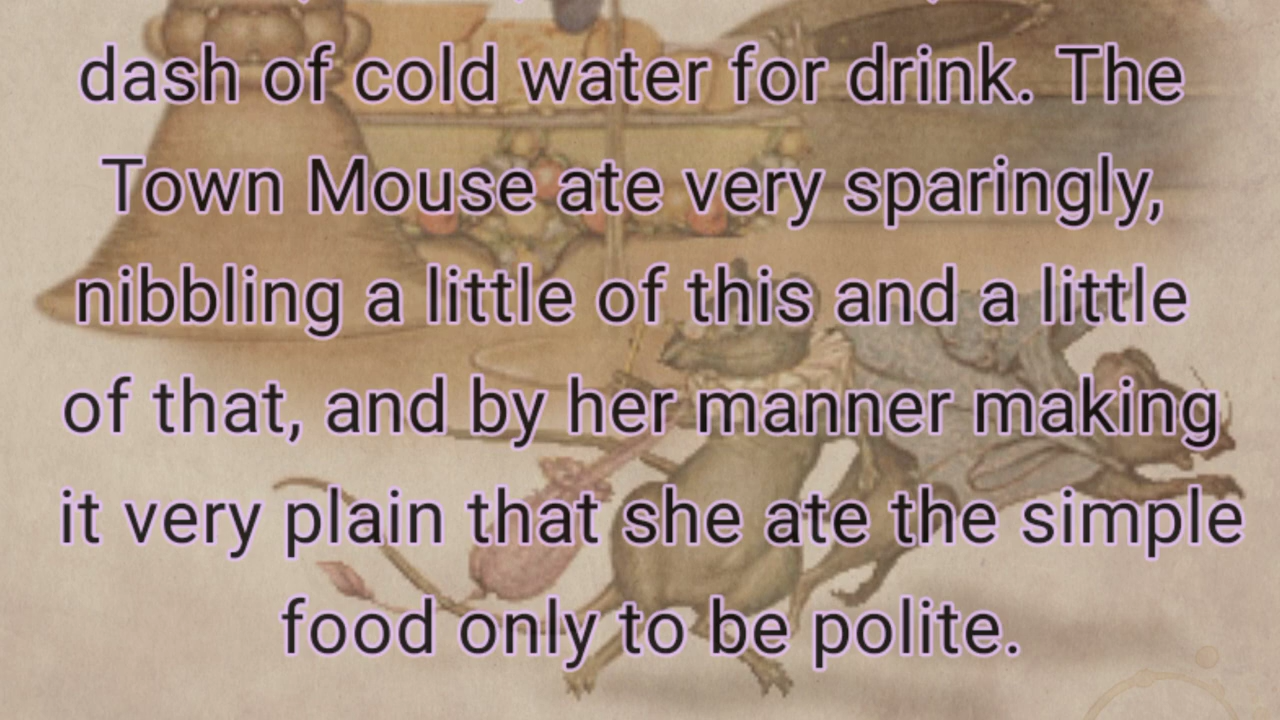 dash of cold water for drink. The
Town Mouse ate very sparingly,
nibbling a little of this and a little
of that, and by her manner making
it very plain that she ate the simple
food only to be polite.